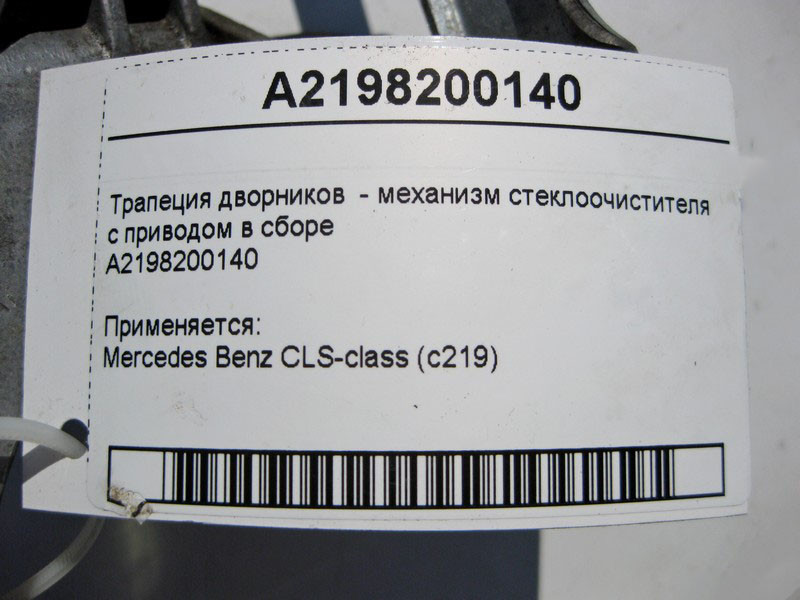 A2198200140
Трапеция дворников - механизм стеклоочистителя
с приводом в сборе
A2198200140
Применяется:
Mercedes Benz CLS-class (c219)